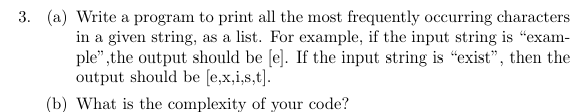 3. (a) Write a program to print all the most frequently occurring characters
in a given string, as a list. For example, if the input string is “exam-
ple”,the output should be [e]. If the input string is “exist”, then the
output should be [e,x,i,s,t].
(b) What is the complexity of your code?